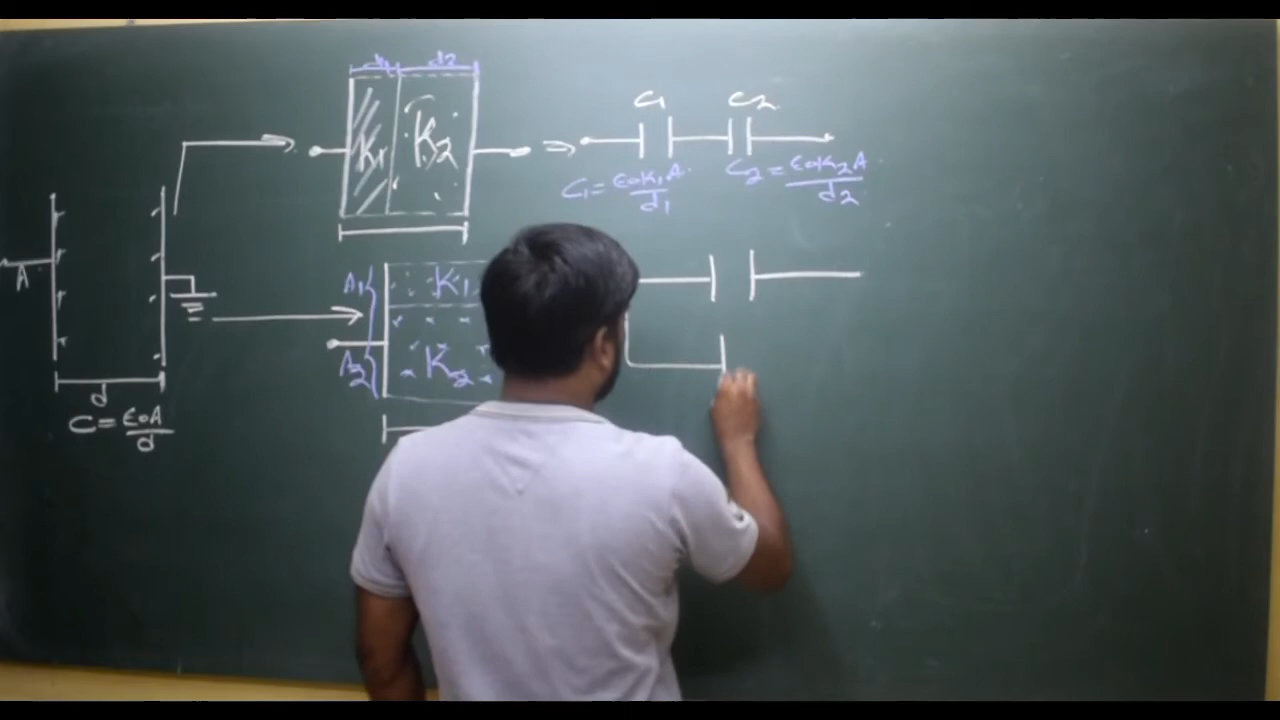 d1 d2
K1 K2
C1 C2
C1 = ε0K1A/d1
C2 = ε0K2A/d2
A
d
C = ε0A/d
A1 K1
A2 K2